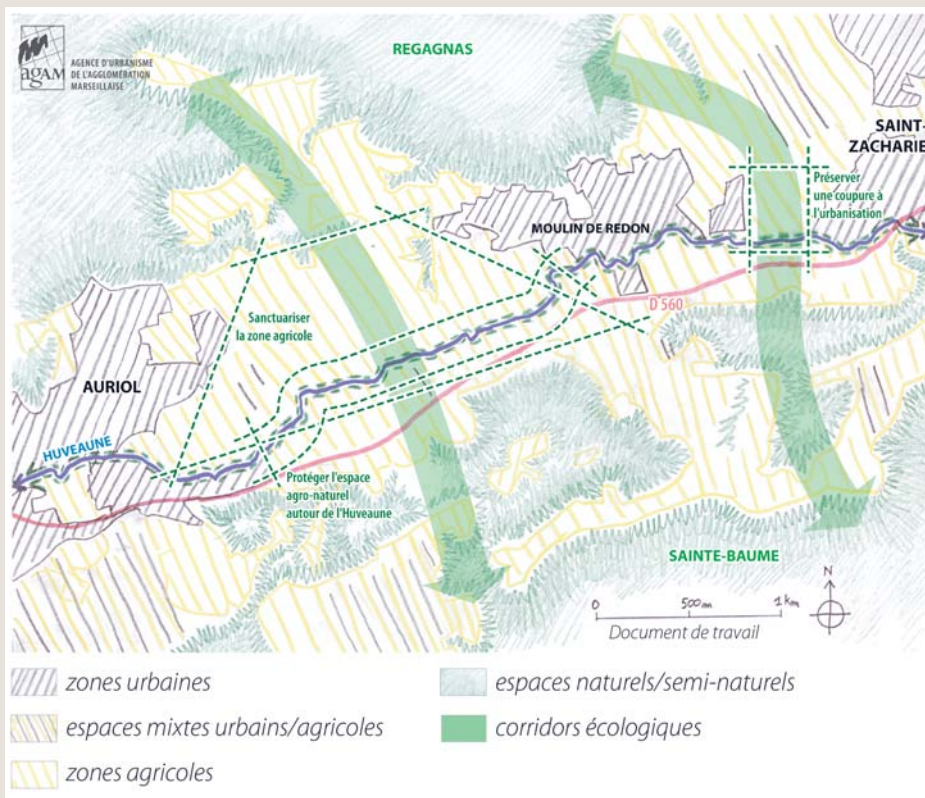 agAM
AGENCE D'URBANISME
DE L'AGGLOMÉRATION
MARSEILLAISE
REGAGNAS
SAINT-
ZACHARIE
Préserver
une coupure à
l'urbanisation
MOULIN DE REDON
D 560
Sanctuariser
la zone agricole
AURIOL
HUVEAUNE
Protéger l'espace
agro-naturel
autour de l'Huveaune
SAINTE-BAUME
N
0 500m 1 km
Document de travail
zones urbaines
espaces mixtes urbains/agricoles
zones agricoles
espaces naturels/semi-naturels
corridors écologiques